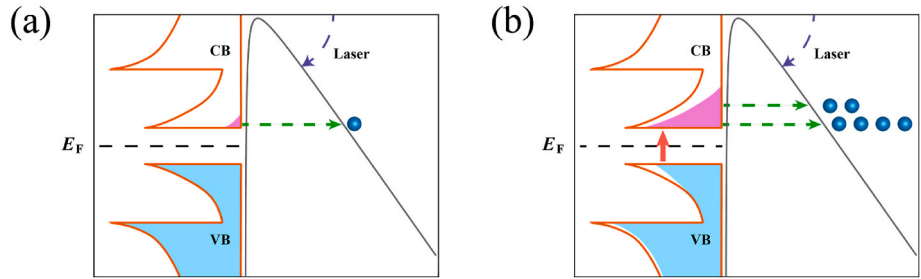 (a)
CB
Laser
E_F
VB
(b)
CB
Laser
E_F
VB